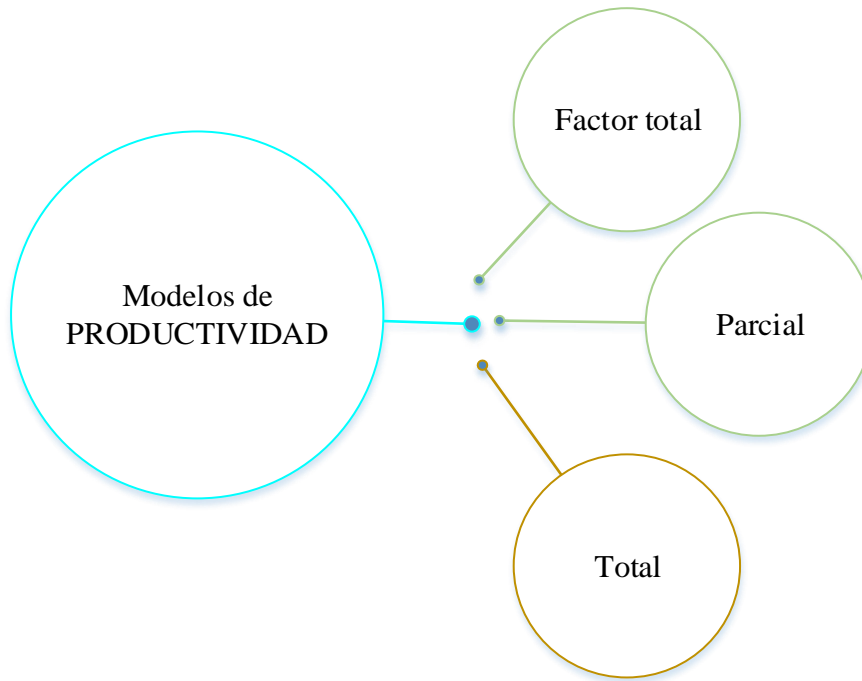 Modelos de
PRODUCTIVIDAD
Factor total
Parcial
Total